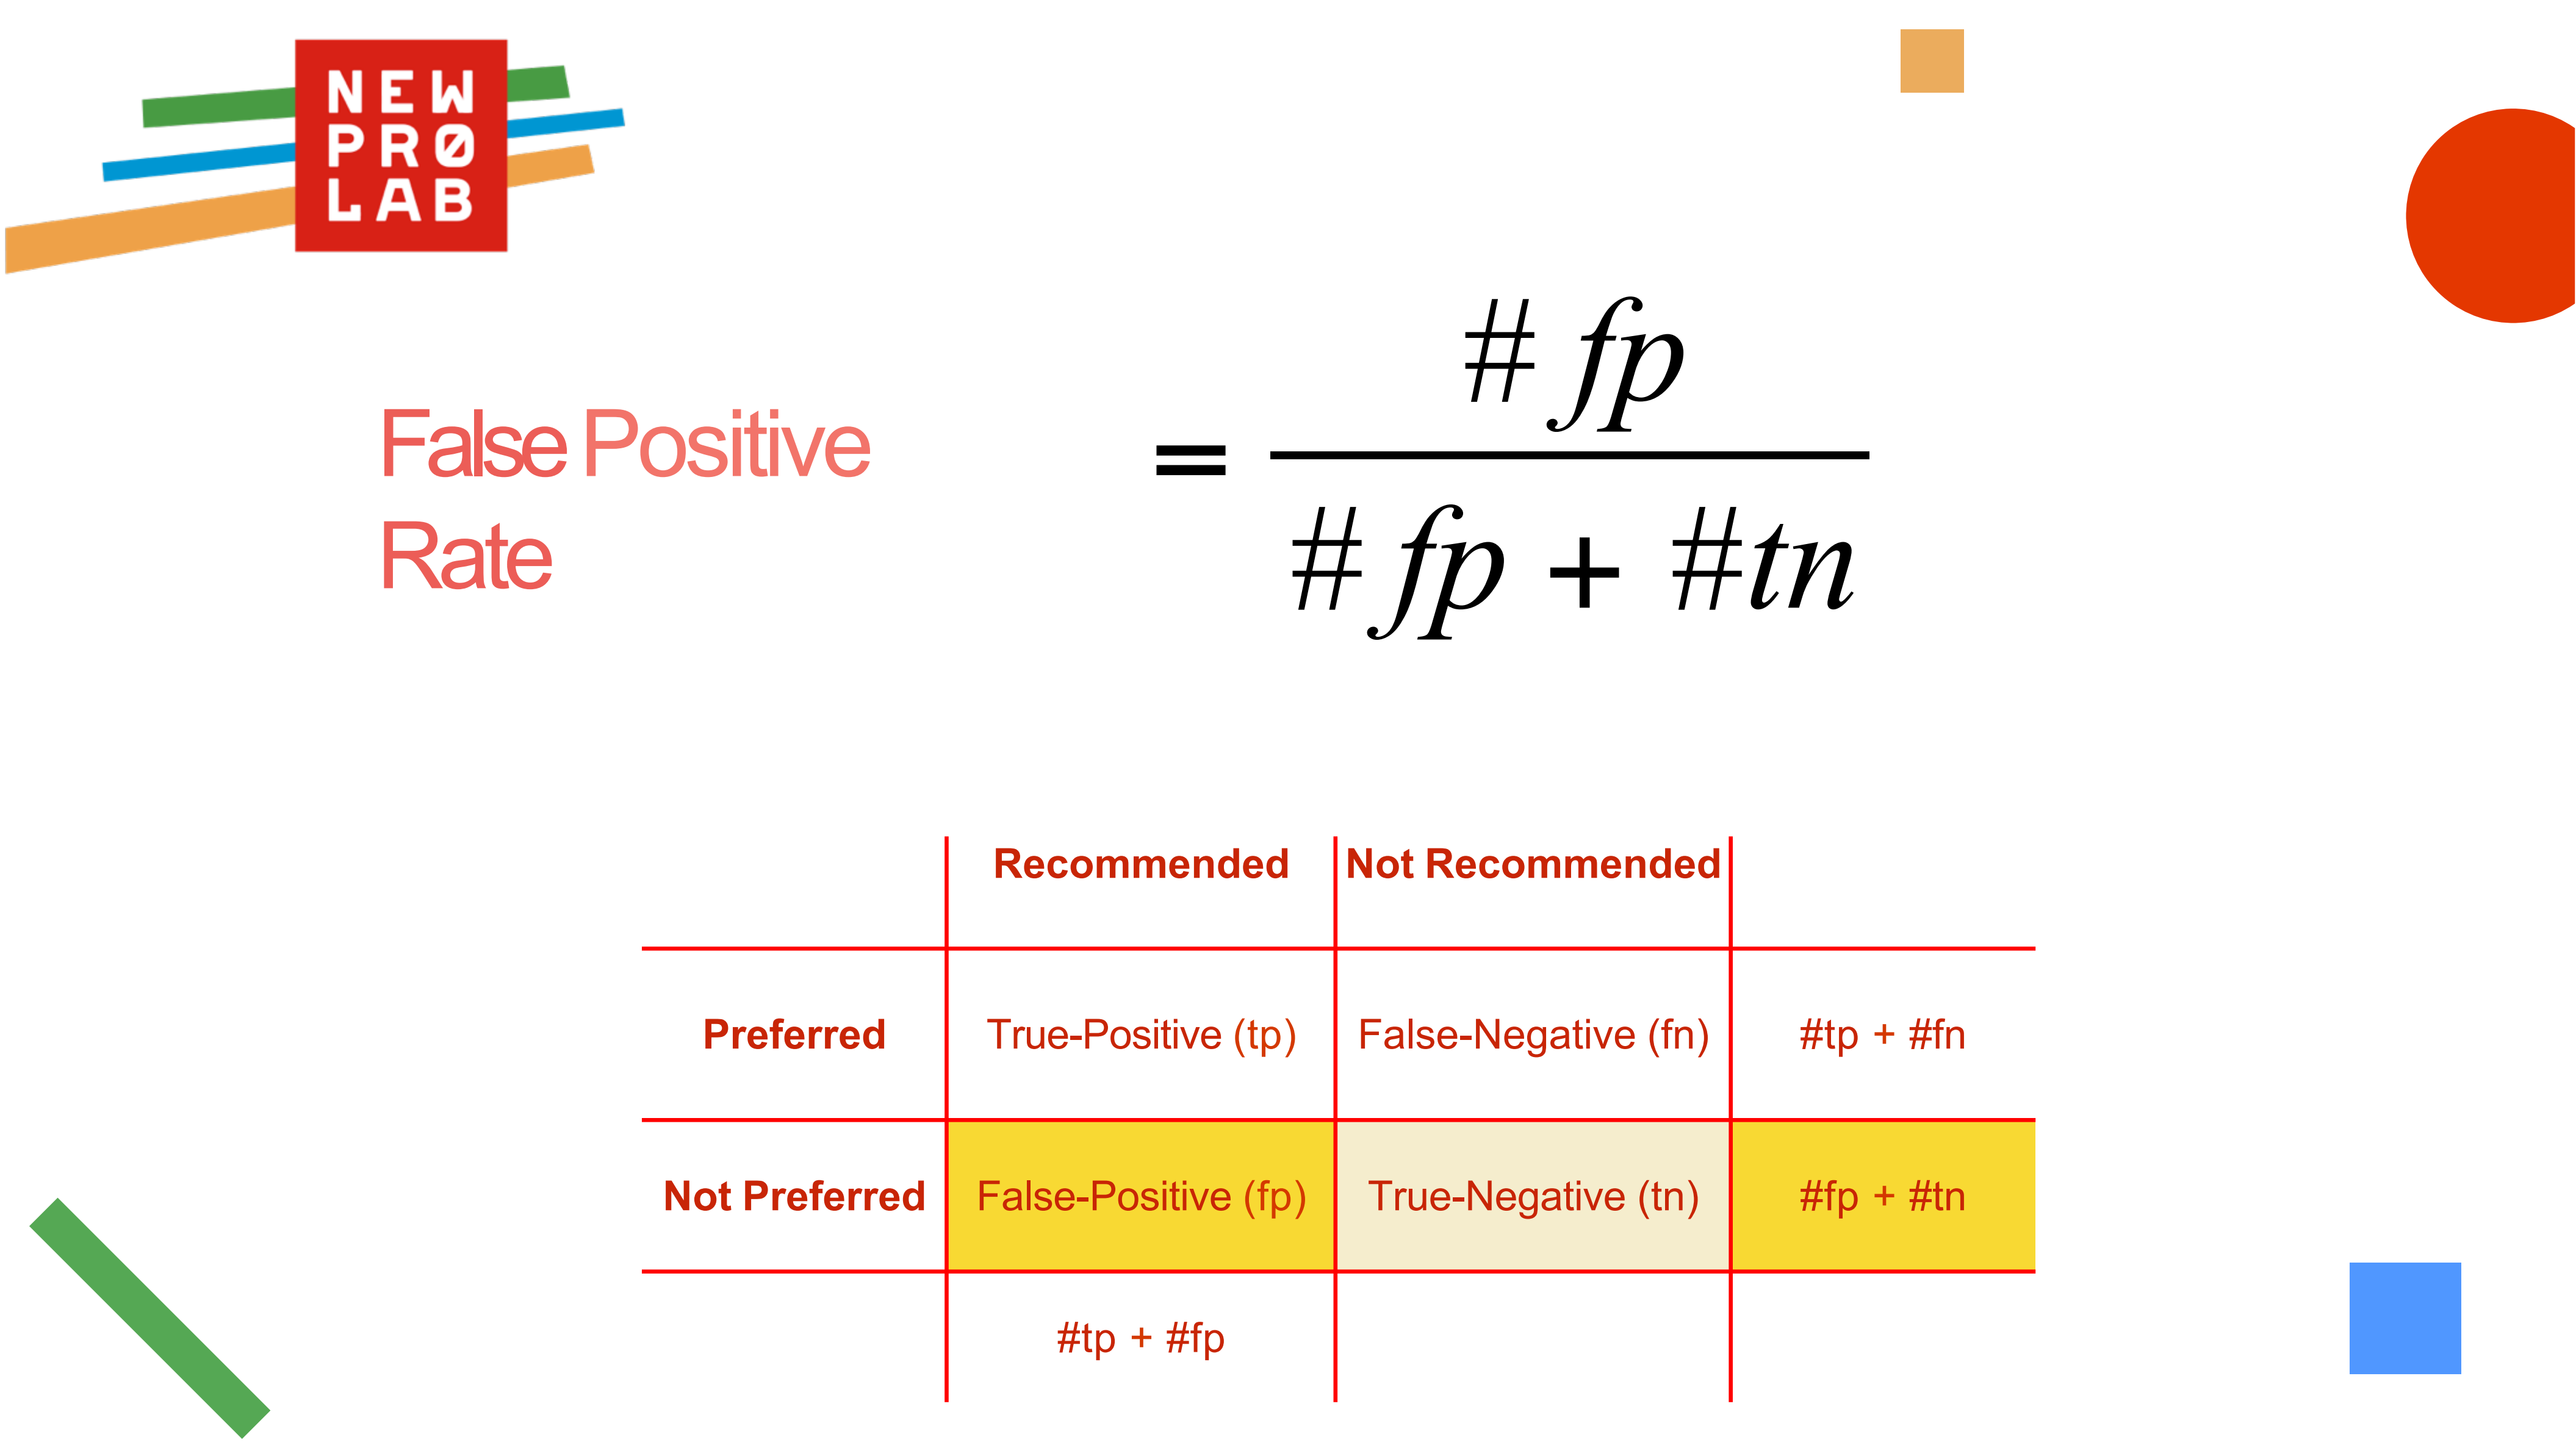 NEW
PRØ
LAB
False Positive
Rate
= # fp
# fp + #tn
Recommended Not Recommended
Preferred True-Positive (tp) False-Negative (fn) #tp + #fn
Not Preferred False-Positive (fp) True-Negative (tn) #fp + #tn
#tp + #fp